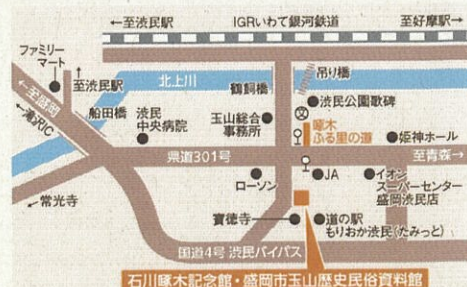 ←至渋民駅
IGRいわて銀河鉄道
至好摩駅→
ファミリー
マート
↑
至渋民駅
北上川
鶴飼橋
吊り橋
←至盛岡
←滝沢IC
船田橋
渋民
中央病院
玉山総合
事務所
渋民公園歌碑
啄木
ふる里の道
姫神ホール
県道301号
至青森→
ローソン
JA
イオン
スーパーセンター
盛岡渋民店
常光寺
寶德寺
道の駅
もりおか渋民(たみっと)
国道4号 渋民バイパス
石川啄木記念館・盛岡市玉山歴史民俗資料館